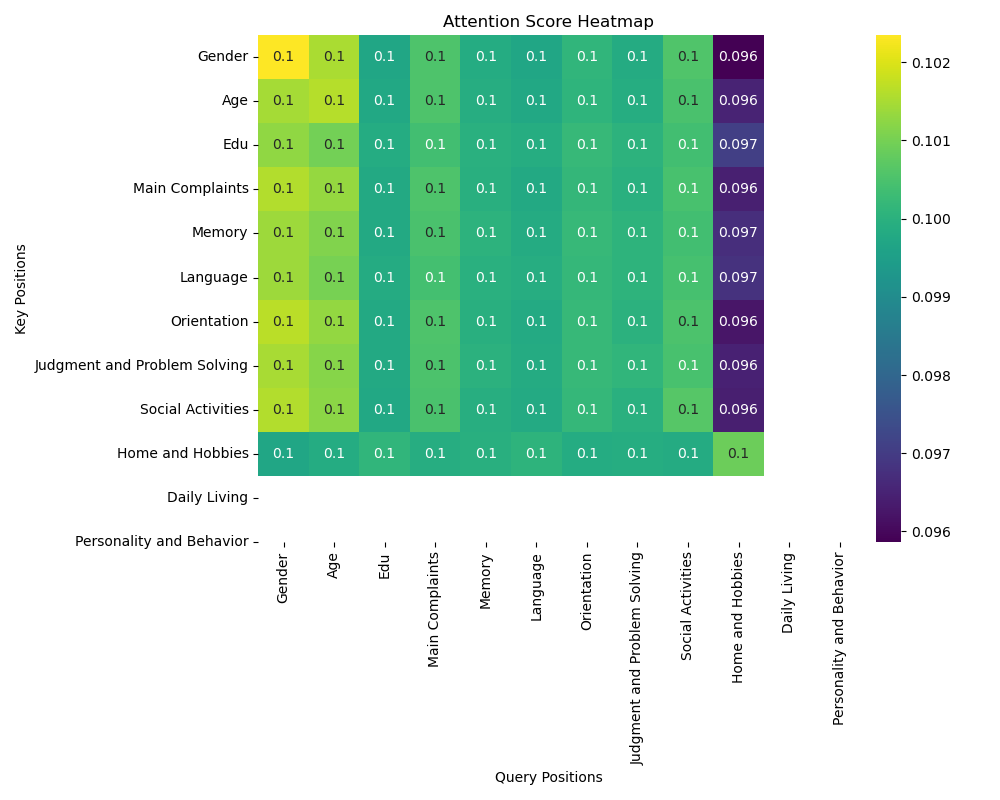 Attention Score Heatmap
Gender 0.1 0.1 0.1 0.1 0.1 0.1 0.1 0.1 0.1 0.096
Age 0.1 0.1 0.1 0.1 0.1 0.1 0.1 0.1 0.1 0.096
Edu 0.1 0.1 0.1 0.1 0.1 0.1 0.1 0.1 0.1 0.097
Main Complaints 0.1 0.1 0.1 0.1 0.1 0.1 0.1 0.1 0.1 0.096
Memory 0.1 0.1 0.1 0.1 0.1 0.1 0.1 0.1 0.1 0.097
Language 0.1 0.1 0.1 0.1 0.1 0.1 0.1 0.1 0.1 0.097
Orientation 0.1 0.1 0.1 0.1 0.1 0.1 0.1 0.1 0.1 0.096
Judgment and Problem Solving 0.1 0.1 0.1 0.1 0.1 0.1 0.1 0.1 0.1 0.096
Social Activities 0.1 0.1 0.1 0.1 0.1 0.1 0.1 0.1 0.1 0.096
Home and Hobbies 0.1 0.1 0.1 0.1 0.1 0.1 0.1 0.1 0.1 0.1
Daily Living
Personality and Behavior
Key Positions
Gender
Age
Edu
Main Complaints
Memory
Language
Orientation
Judgment and Problem Solving
Social Activities
Home and Hobbies
Daily Living
Personality and Behavior
Query Positions
0.102
0.101
0.100
0.099
0.098
0.097
0.096